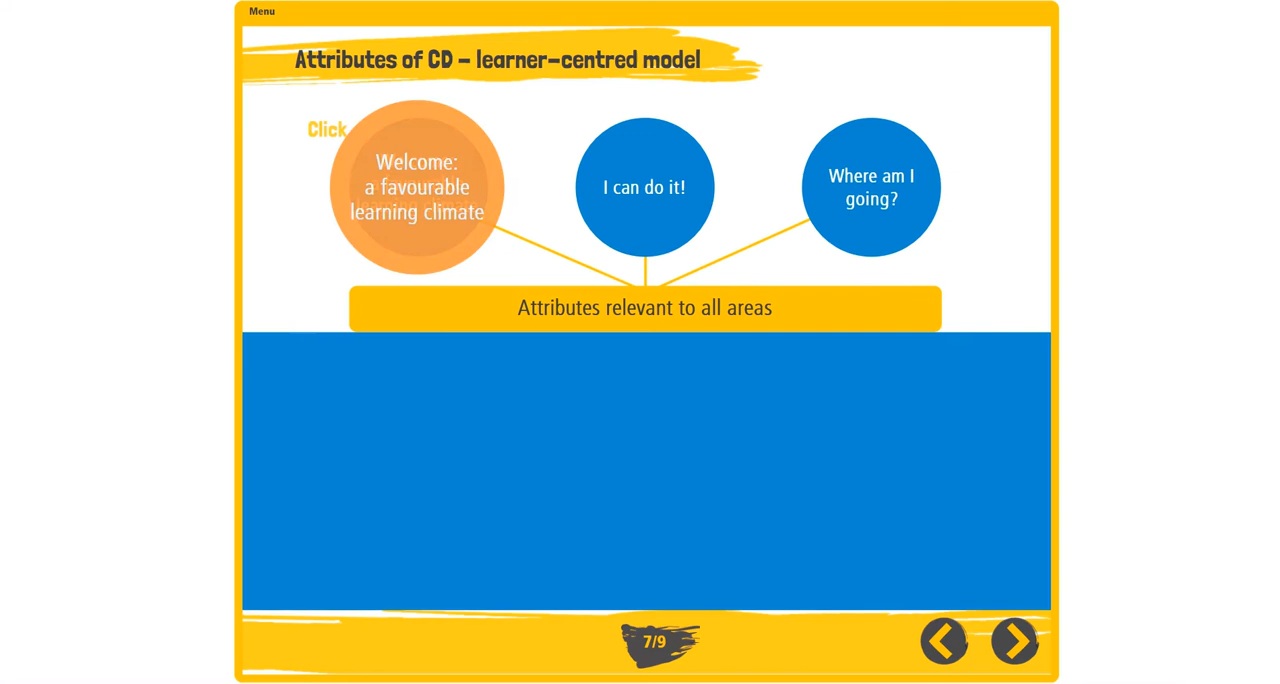 Menu
Attributes of CD – learner-centred model
Click
Welcome:
a favourable
learning climate
I can do it!
Where am I
going?
Attributes relevant to all areas
7/9